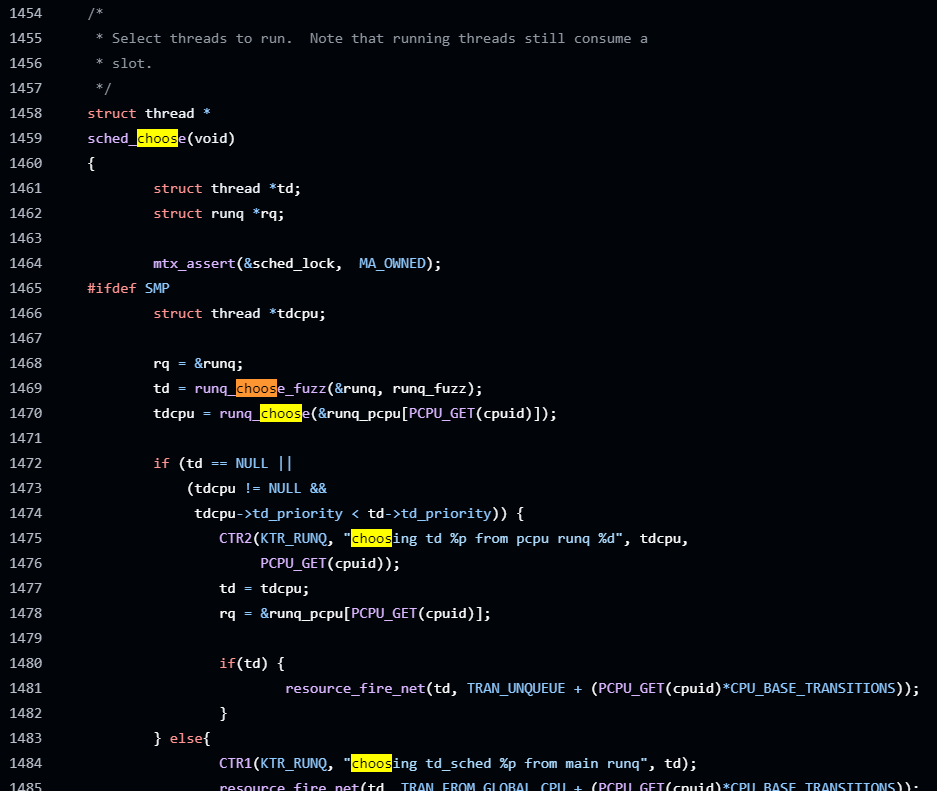 1454 /*
1455 * Select threads to run.  Note that running threads still consume a
1456 * slot.
1457 */
1458 struct thread *
1459 sched_choose(void)
1460 {
1461 struct thread *td;
1462 struct runq *rq;
1463
1464 mtx_assert(&sched_lock,  MA_OWNED);
1465 #ifdef SMP
1466 struct thread *tdcpu;
1467
1468 rq = &runq;
1469 td = runq_choose_fuzz(&runq, runq_fuzz);
1470 tdcpu = runq_choose(&runq_pcpu[PCPU_GET(cpuid)]);
1471
1472 if (td == NULL ||
1473 (tdcpu != NULL &&
1474 tdcpu->td_priority < td->td_priority)) {
1475 CTR2(KTR_RUNQ, "choosing td %p from pcpu runq %d", tdcpu,
1476 PCPU_GET(cpuid));
1477 td = tdcpu;
1478 rq = &runq_pcpu[PCPU_GET(cpuid)];
1479
1480 if(td) {
1481 resource_fire_net(td, TRAN_UNQUEUE + (PCPU_GET(cpuid)*CPU_BASE_TRANSITIONS));
1482 }
1483 } else{
1484 CTR1(KTR_RUNQ, "choosing td_sched %p from main runq", td);
1485 resource_fire_net(td, TRAN_FROM_GLOBAL_CPU + (PCPU_GET(cpuid)*CPU_BASE_TRANSITIONS));